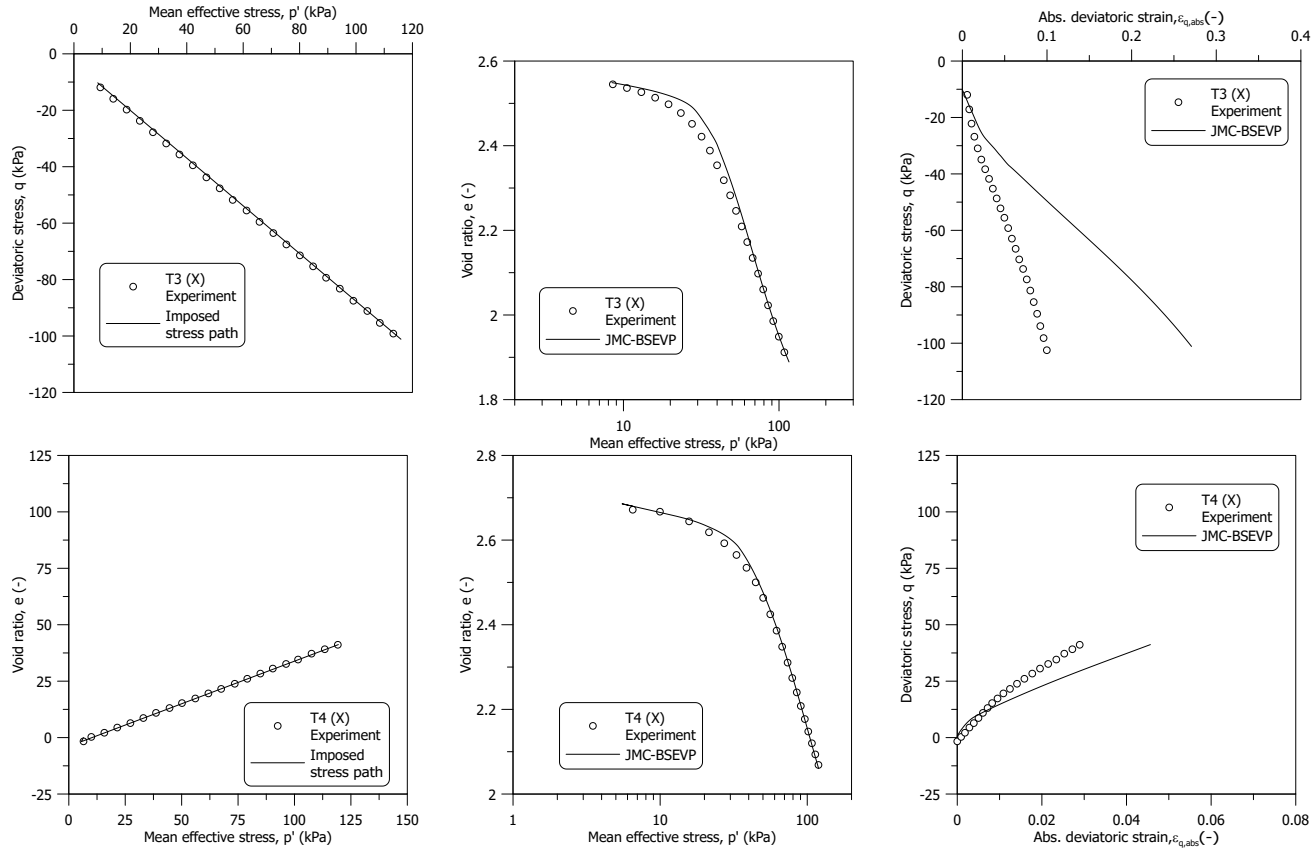 Mean effective stress, p' (kPa)
0 20 40 60 80 100 120
0
-20
-40
-60
-80
-100
-120
Deviatoric stress, q (kPa)
T3 (X)
Experiment
Imposed
stress path
2.6
2.4
2.2
2
1.8
Void ratio, e (-)
T3 (X)
Experiment
JMC-BSEVP
10 100
Mean effective stress, p' (kPa)
Abs. deviatoric strain,εq,abs(-)
0 0.1 0.2 0.3 0.4
0
-20
-40
-60
-80
-100
-120
Deviatoric stress, q (kPa)
T3 (X)
Experiment
JMC-BSEVP
125
100
75
50
25
0
-25
Void ratio, e (-)
T4 (X)
Experiment
Imposed
stress path
0 25 50 75 100 125 150
Mean effective stress, p' (kPa)
2.8
2.6
2.4
2.2
2
Void ratio, e (-)
T4 (X)
Experiment
JMC-BSEVP
1 10 100
Mean effective stress, p' (kPa)
125
100
75
50
25
0
-25
Deviatoric stress, q (kPa)
T4 (X)
Experiment
JMC-BSEVP
0 0.02 0.04 0.06 0.08
Abs. deviatoric strain,εq,abs(-)